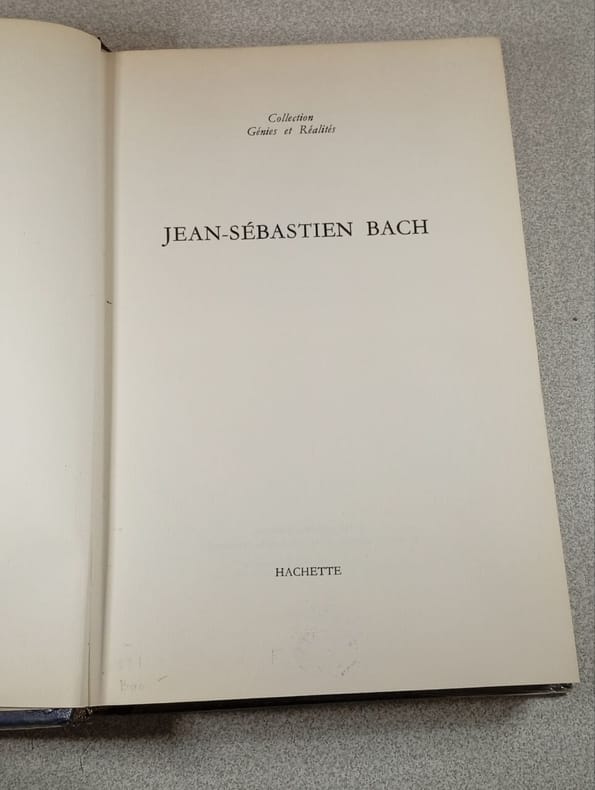 Collection
Génies et Réalités
JEAN-SÉBASTIEN BACH
HACHETTE